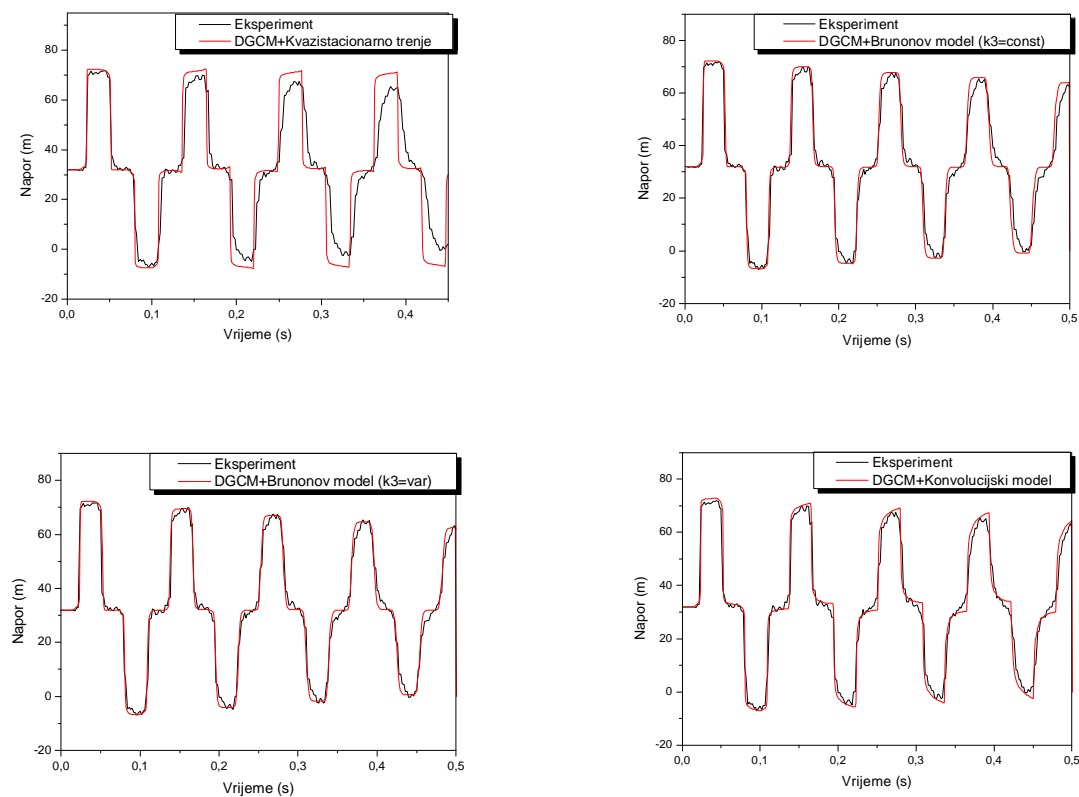 Eksperiment
DGCM+Kvazistacionarno trenje
80
60
40
20
0
-20
Napor (m)
0,0 0,1 0,2 0,3 0,4
Vrijeme (s)
Eksperiment
DGCM+Brunonov model (k3=const)
80
60
40
20
0
-20
Napor (m)
0,0 0,1 0,2 0,3 0,4 0,5
Vrijeme (s)
Eksperiment
DGCM+Brunonov model (k3=var)
80
60
40
20
0
-20
Napor (m)
0,0 0,1 0,2 0,3 0,4 0,5
Vrijeme (s)
Eksperiment
DGCM+Konvolucijski model
80
60
40
20
0
-20
Napor (m)
0,0 0,1 0,2 0,3 0,4 0,5
Vrijeme (s)